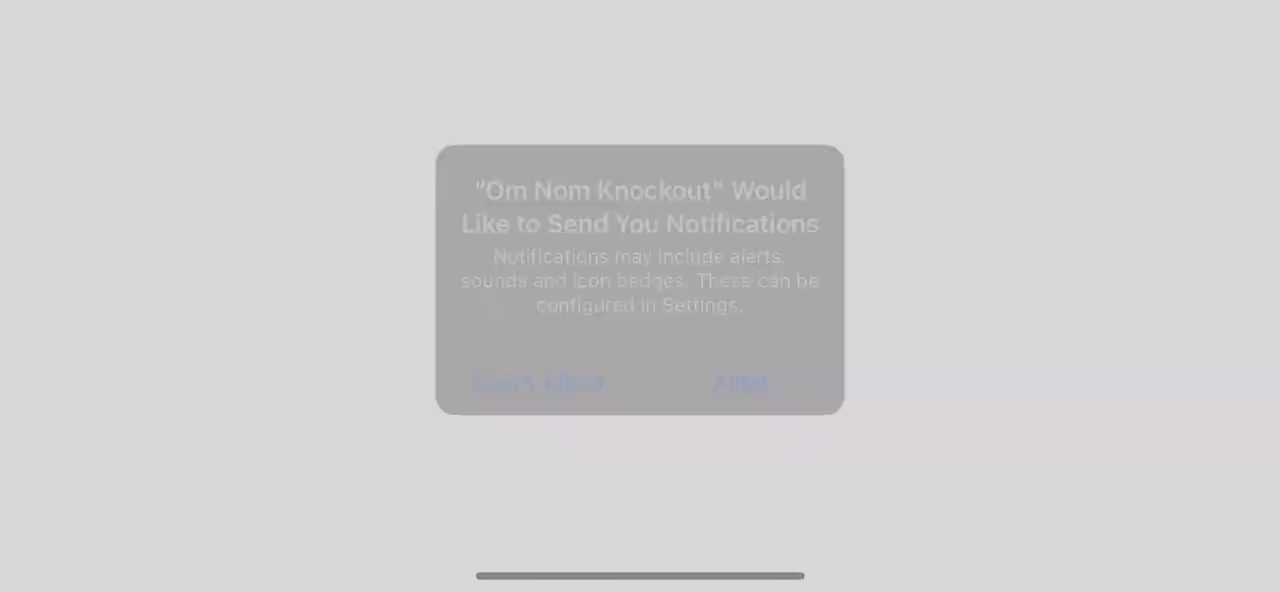 "Om Nom Knockout" Would
Like to Send You Notifications
Notifications may include alerts,
sounds and icon badges. These can be
configured in Settings.
Don't Allow
Allow